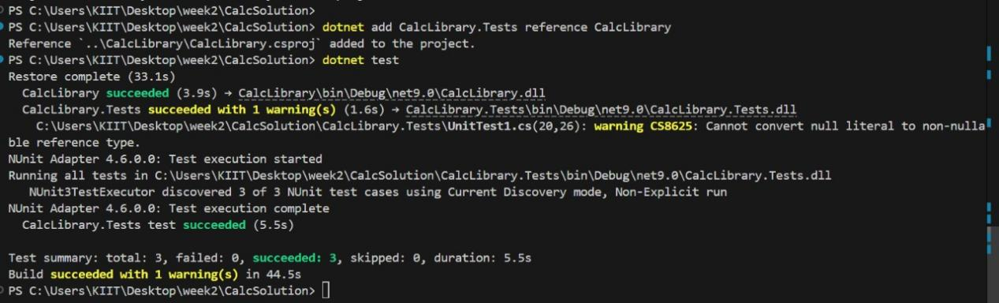 PS C:\Users\KIIT\Desktop\week2\CalcSolution>
PS C:\Users\KIIT\Desktop\week2\CalcSolution> dotnet add CalcLibrary.Tests reference CalcLibrary
Reference `..\CalcLibrary\CalcLibrary.csproj` added to the project.
PS C:\Users\KIIT\Desktop\week2\CalcSolution> dotnet test
Restore complete (33.1s)
  CalcLibrary succeeded (3.9s) → CalcLibrary\bin\Debug\net9.0\CalcLibrary.dll
  CalcLibrary.Tests succeeded with 1 warning(s) (1.6s) → CalcLibrary.Tests\bin\Debug\net9.0\CalcLibrary.Tests.dll
    C:\Users\KIIT\Desktop\week2\CalcSolution\CalcLibrary.Tests\UnitTest1.cs(20,26): warning CS8625: Cannot convert null literal to non-nulla
ble reference type.
NUnit Adapter 4.6.0.0: Test execution started
Running all tests in C:\Users\KIIT\Desktop\week2\CalcSolution\CalcLibrary.Tests\bin\Debug\net9.0\CalcLibrary.Tests.dll
   NUnit3TestExecutor discovered 3 of 3 NUnit test cases using Current Discovery mode, Non-Explicit run
NUnit Adapter 4.6.0.0: Test execution complete
  CalcLibrary.Tests test succeeded (5.5s)

Test summary: total: 3, failed: 0, succeeded: 3, skipped: 0, duration: 5.5s
Build succeeded with 1 warning(s) in 44.5s
PS C:\Users\KIIT\Desktop\week2\CalcSolution>